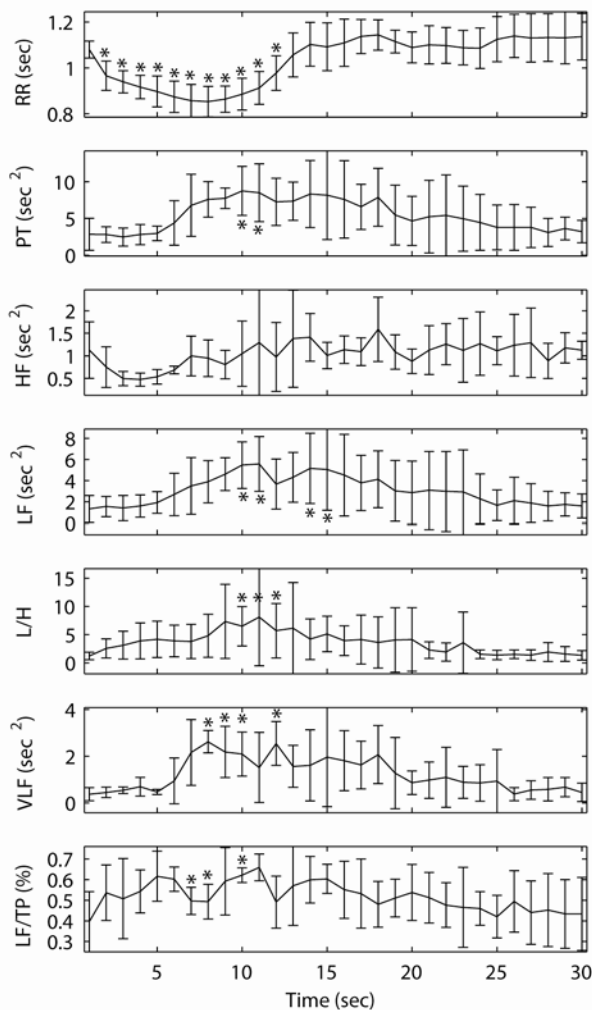 1.2
1
0.8
RR (sec)
* * * * * * * * * * *
10
5
0
PT (sec 2)
* *
2
1.5
1
0.5
HF (sec 2)
8
6
4
2
0
LF (sec 2)
* * * *
15
10
5
0
L/H
* * *
4
2
0
VLF (sec 2)
* * * *
0.7
0.6
0.5
0.4
0.3
LF/TP (%)
* * *
5 10 15 20 25 30
Time (sec)